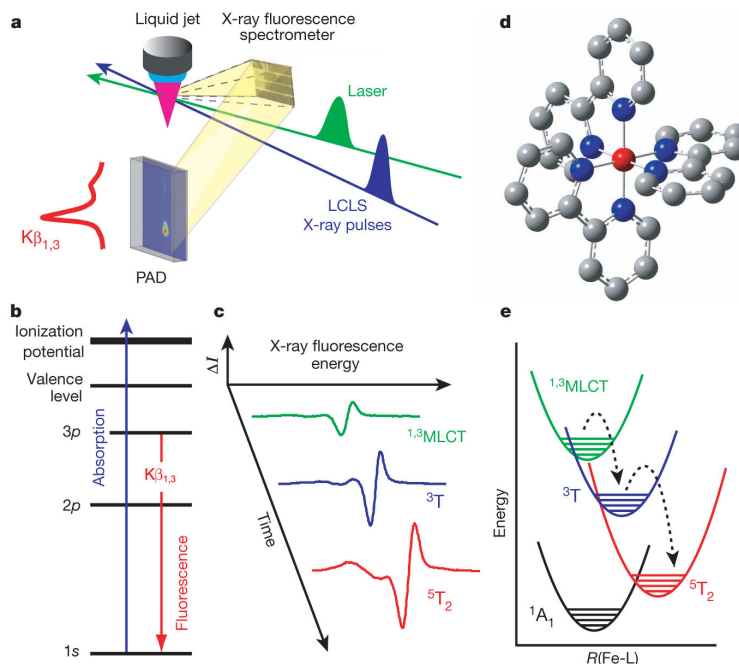 a
Liquid jet
X-ray fluorescence
spectrometer
Laser
LCLS
X-ray pulses
Kβ1,3
PAD
d
b
Ionization
potential
Valence
level
3p
2p
1s
Absorption
Kβ1,3
Fluorescence
c
X-ray fluorescence
energy
ΔI
1,3MLCT
3T
5T2
Time
e
Energy
1,3MLCT
3T
5T2
1A1
R(Fe-L)